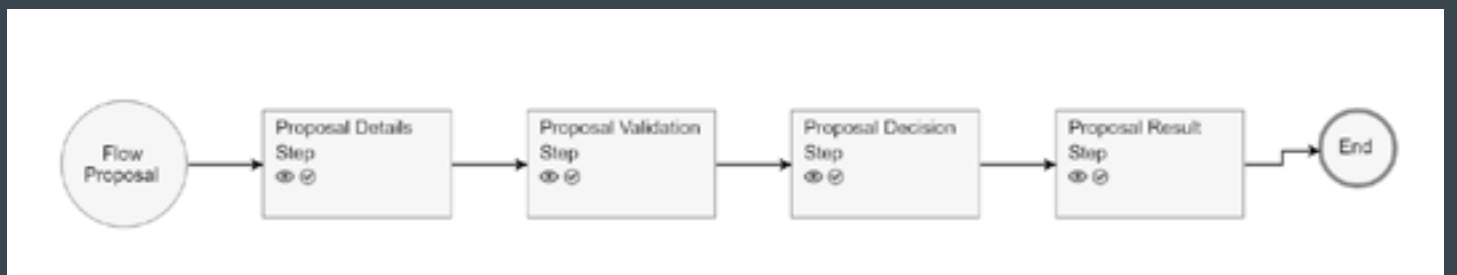 Flow
Proposal
Proposal Details
Step
Proposal Validation
Step
Proposal Decision
Step
Proposal Result
Step
End